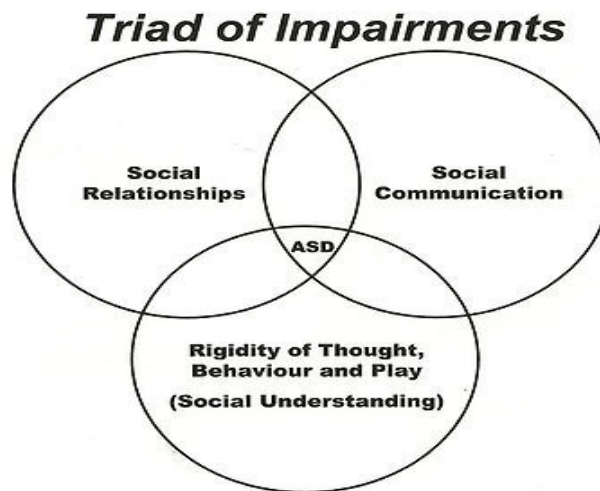 Triad of Impairments
Social
Relationships
Social
Communication
ASD
Rigidity of Thought,
Behaviour and Play
(Social Understanding)